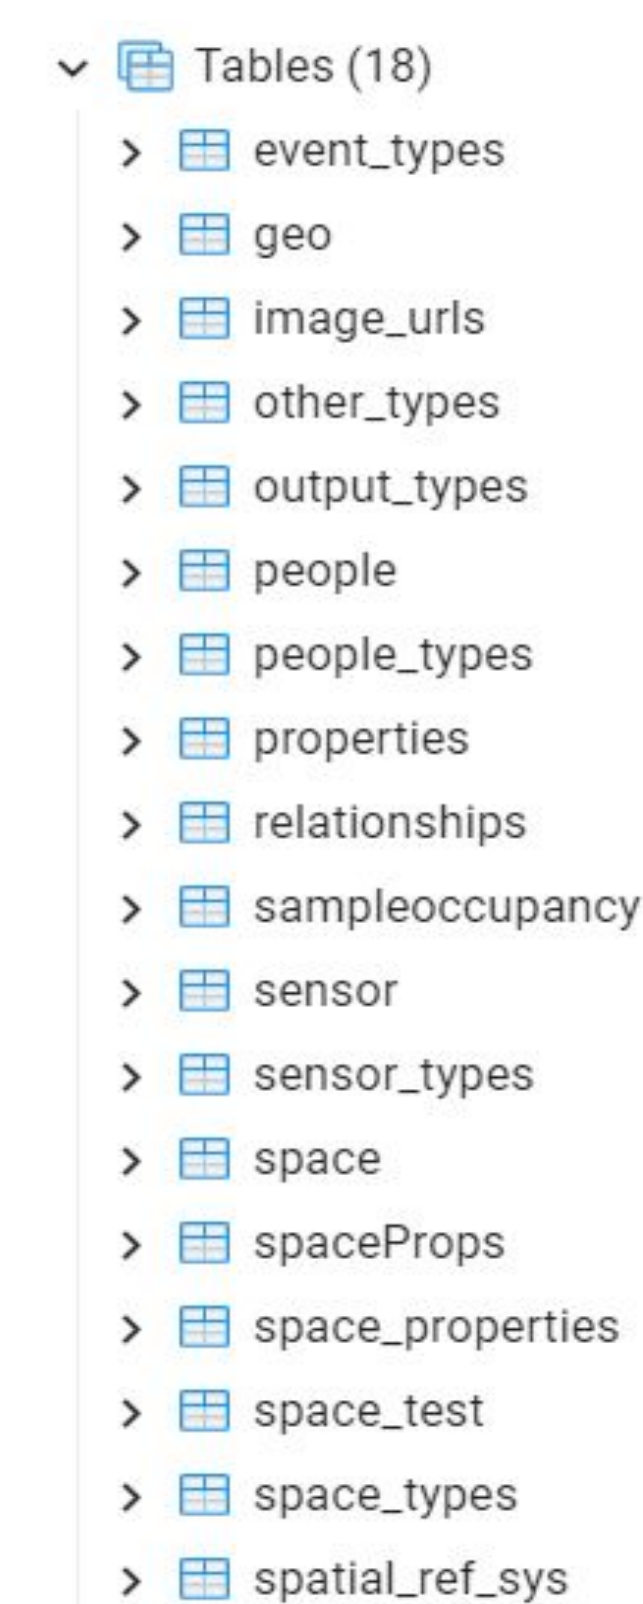 Tables (18)
event_types
geo
image_urls
other_types
output_types
people
people_types
properties
relationships
sampleoccupancy
sensor
sensor_types
space
spaceProps
space_properties
space_test
space_types
spatial_ref_sys